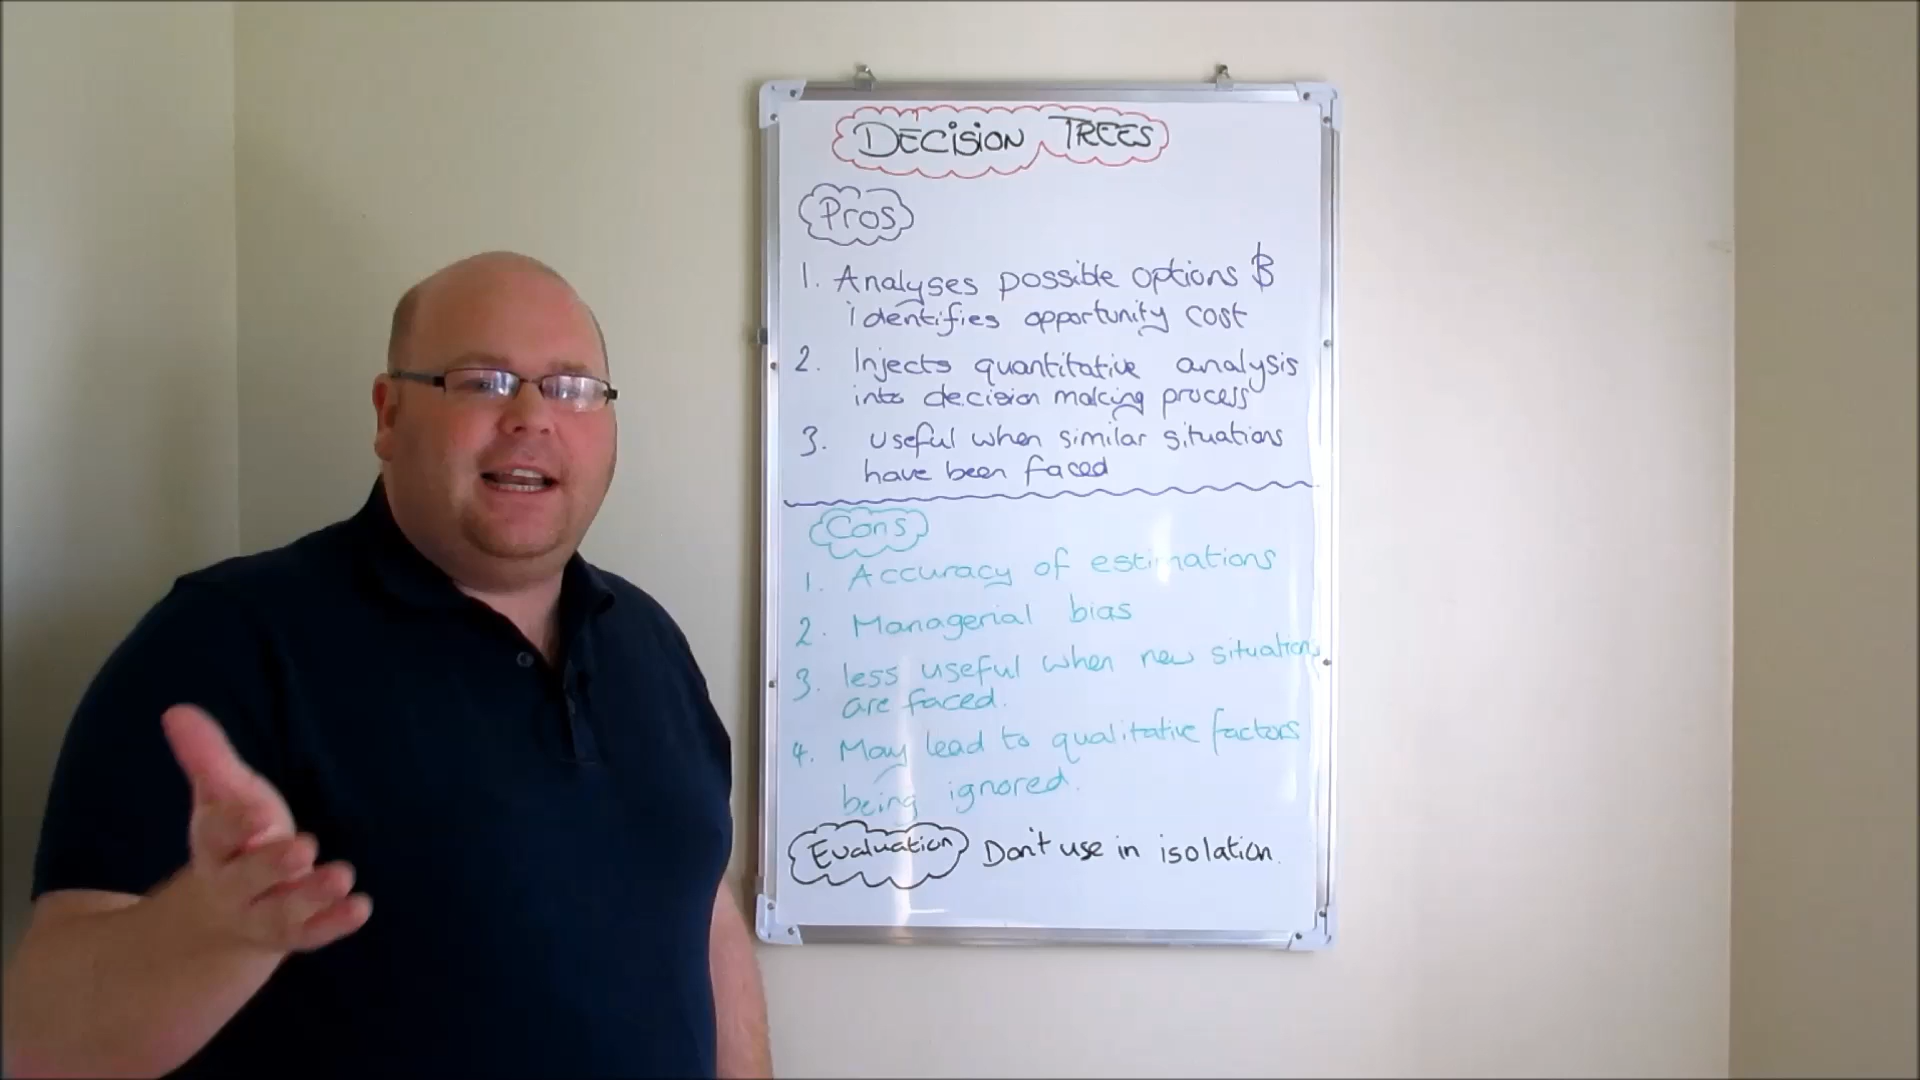 DECISION TREES
Pros
1. Analyses possible options &
identifies opportunity cost
2. Injects quantitative analysis
into decision making process
3. useful when similar situations
have been faced
Cons
1. Accuracy of estimations
2. Managerial bias
3. less useful when new situations
are faced.
4. May lead to qualitative factors
being ignored.
Evaluation Don't use in isolation.